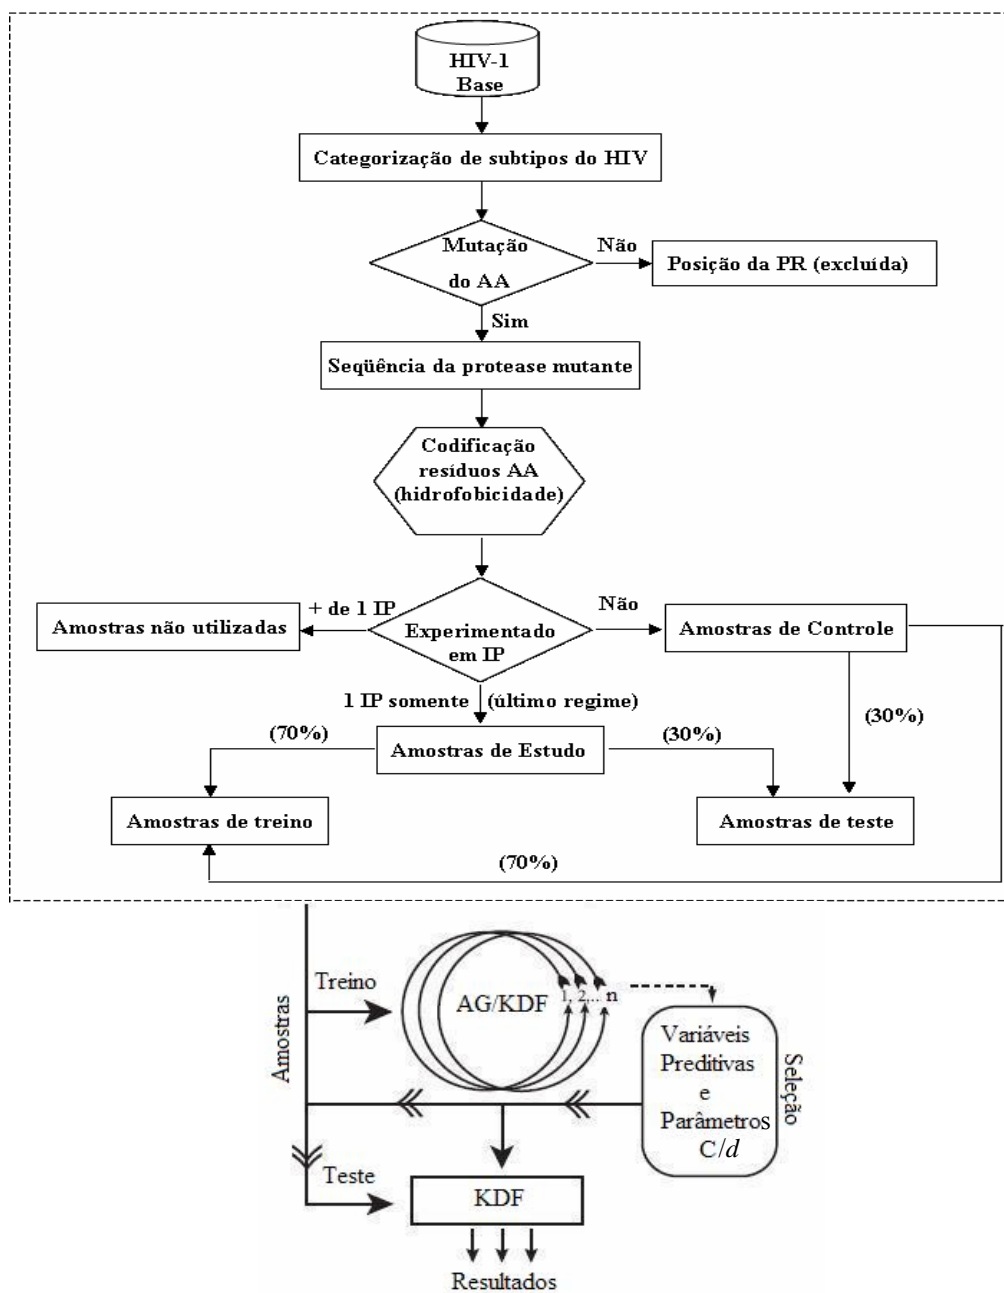 HIV-1
Base
Categorização de subtipos do HIV
Mutação
do AA
Não
Posição da PR (excluída)
Sim
Seqüência da protease mutante
Codificação
resíduos AA
(hidrofobicidade)
+ de 1 IP
Não
Amostras não utilizadas
Experimentado
em IP
Amostras de Controle
1 IP somente (último regime)
(70%)
Amostras de Estudo
(30%)
(30%)
Amostras de treino
Amostras de teste
(70%)
Treino
AG/KDF
1, 2,.. n
Amostras
Variáveis
Preditivas
e
Parâmetros
C/d
Seleção
Teste
KDF
Resultados